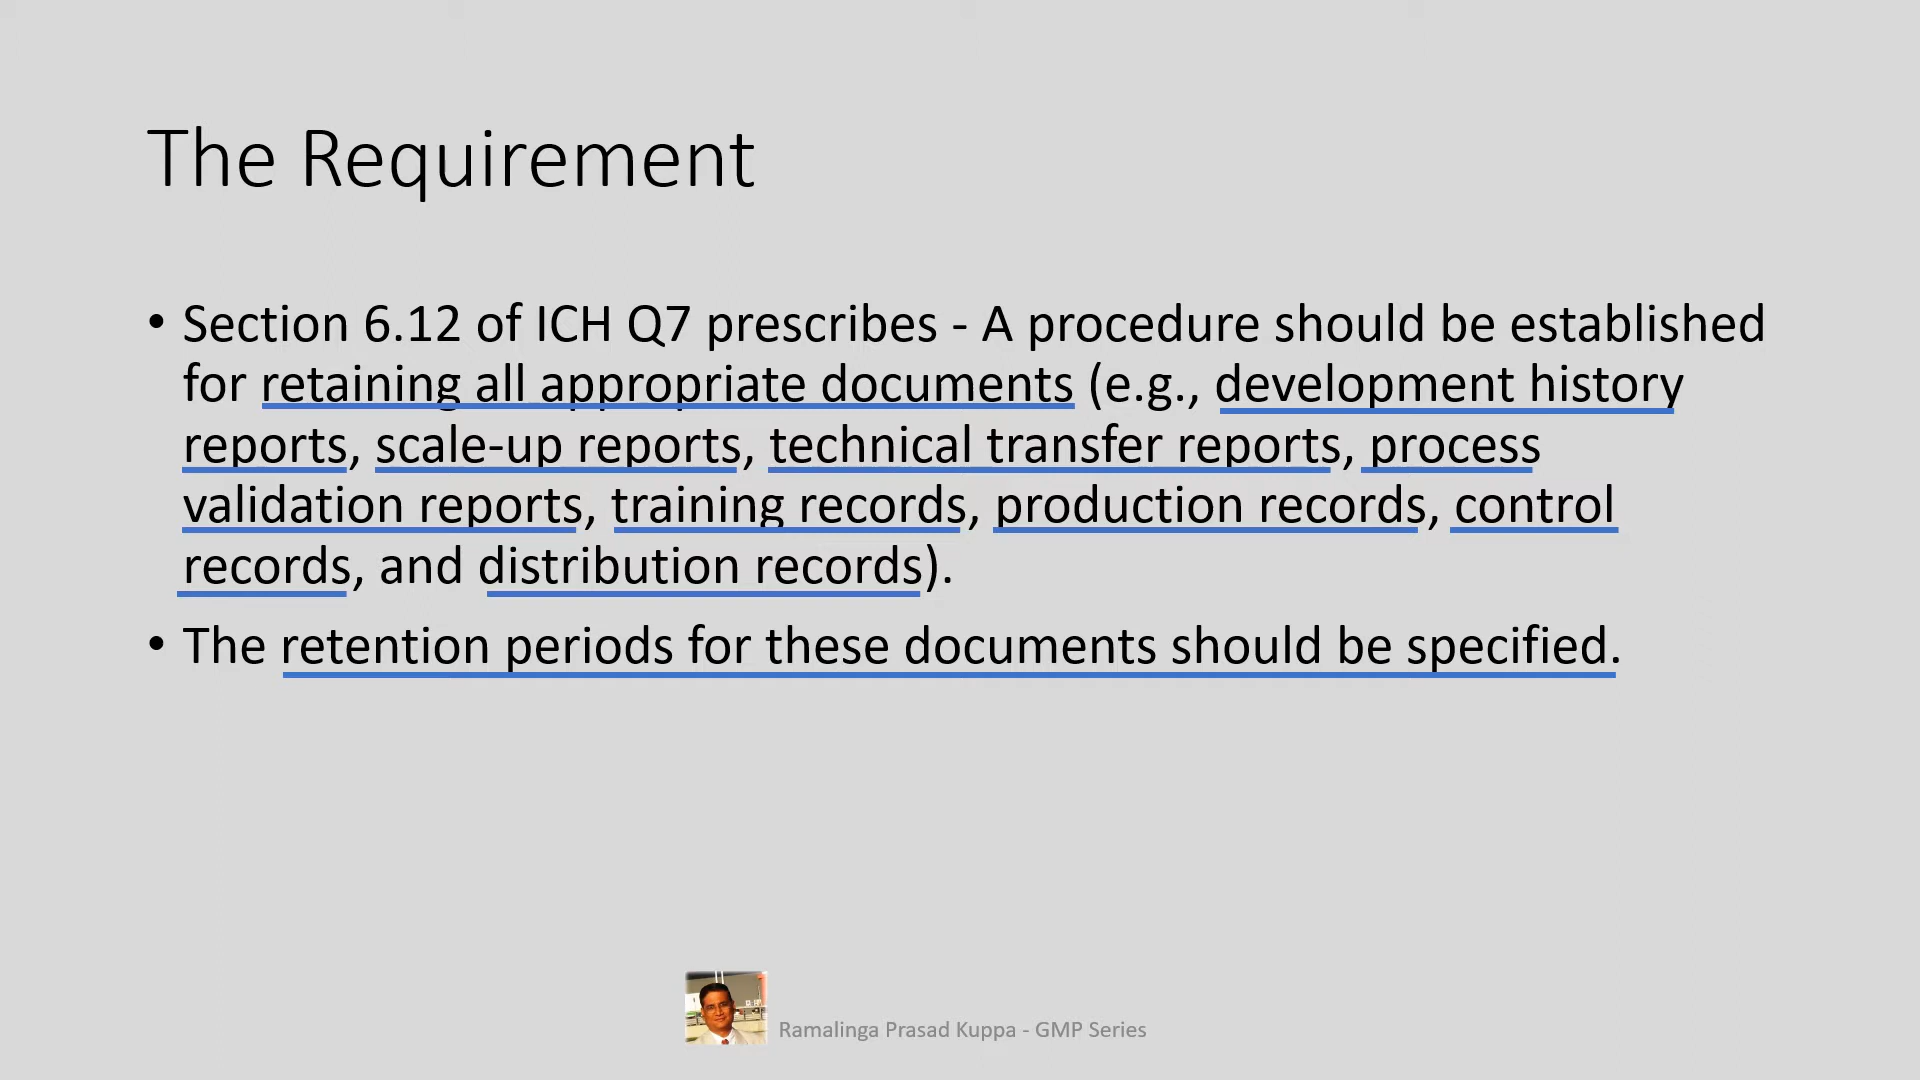 The Requirement
• Section 6.12 of ICH Q7 prescribes - A procedure should be established
for retaining all appropriate documents (e.g., development history
reports, scale-up reports, technical transfer reports, process
validation reports, training records, production records, control
records, and distribution records).
• The retention periods for these documents should be specified.
Ramalinga Prasad Kuppa - GMP Series